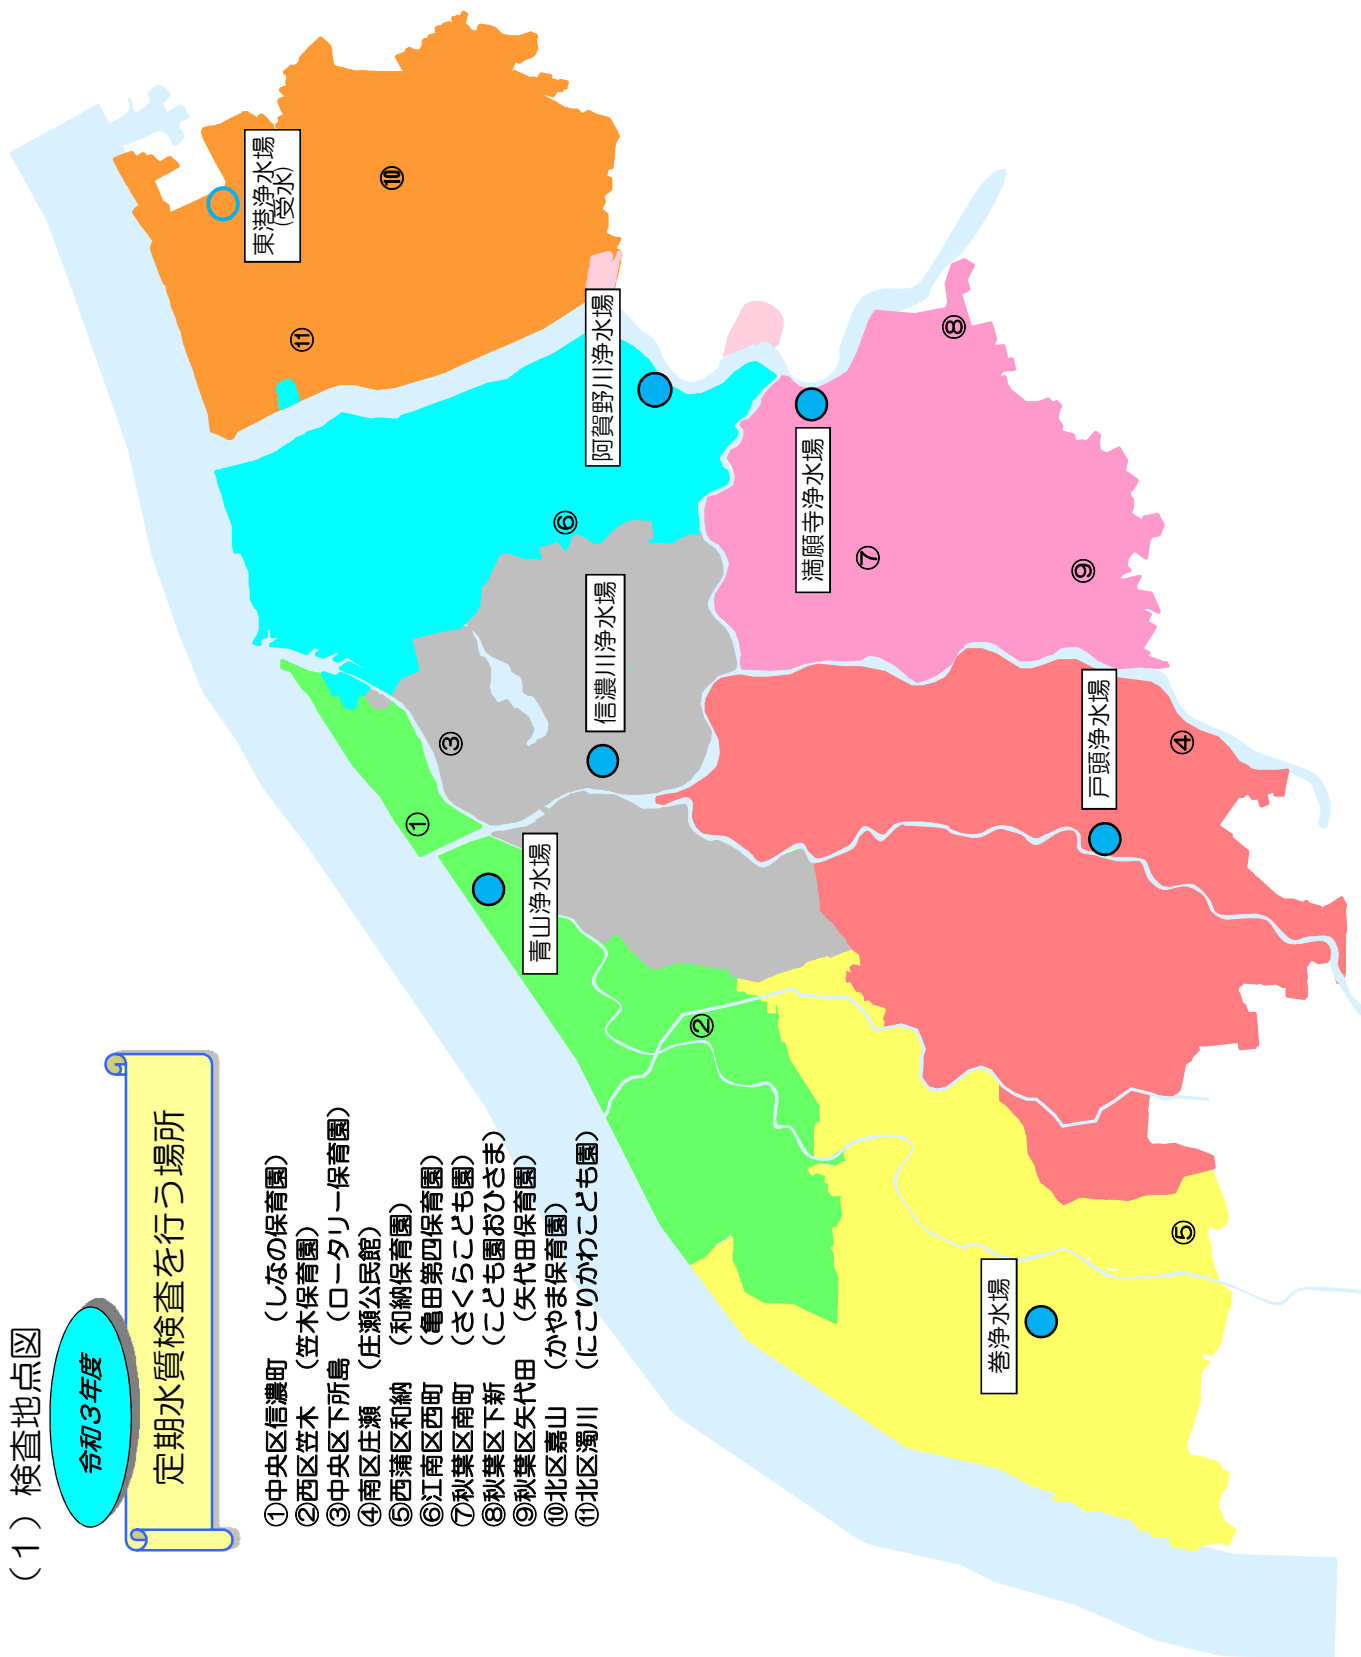 （１）検査地点図
令和3年度
定期水質検査を行う場所
①中央区信濃町　（しなの保育園）
②西区笠木　（笠木保育園）
③中央区下所島　（ロータリー保育園）
④南区庄瀬　（庄瀬公民館）
⑤西蒲区和納　（和納保育園）
⑥江南区西町　（亀田第四保育園）
⑦秋葉区南町　（さくらこども園）
⑧秋葉区下新　（こども園おひさま）
⑨秋葉区矢代田　（矢代田保育園）
⑩北区嘉山　（かやま保育園）
⑪北区濁川　（にごりかわこども園）
東港浄水場
（受水）
⑩
⑪
阿賀野川浄水場
⑧
満願寺浄水場
⑥
⑦
⑨
信濃川浄水場
③
戸頭浄水場
④
①
青山浄水場
②
⑤
巻浄水場